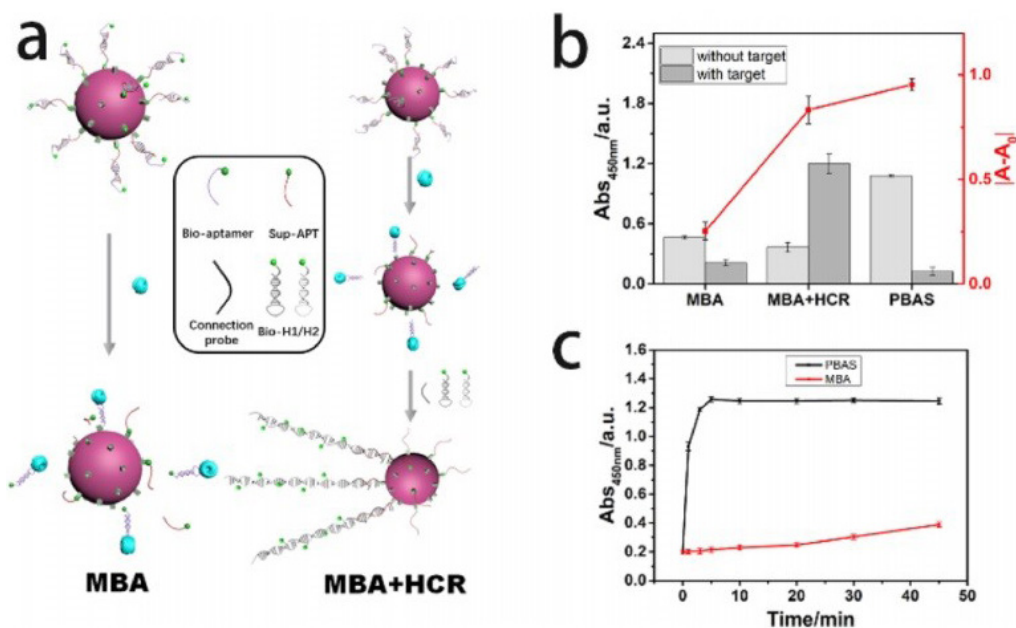 a
Bio-aptamer
Sup-APT
Connection
probe
Bio-H1/H2
MBA
MBA+HCR
b
2.4
1.8
1.2
0.6
0.0
Abs450nm/a.u.
without target
with target
1.0
0.5
0.0
|A-A0|
MBA
MBA+HCR
PBAS
c
1.6
1.4
1.2
1.0
0.8
0.6
0.4
0.2
0.0
Abs450nm/a.u.
PBAS
MBA
0
10
20
30
40
50
Time/min